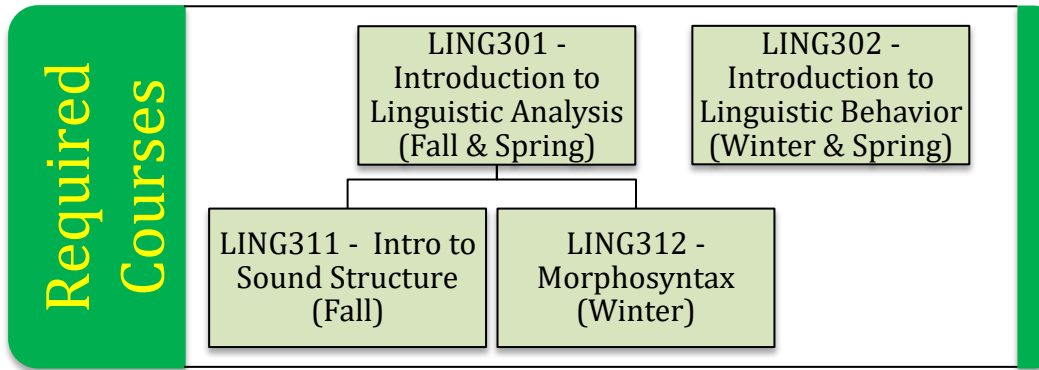 Required
Courses
LING301 -
Introduction to
Linguistic Analysis
(Fall & Spring)
LING302 -
Introduction to
Linguistic Behavior
(Winter & Spring)
LING311 -  Intro to
Sound Structure
(Fall)
LING312 -
Morphosyntax
(Winter)